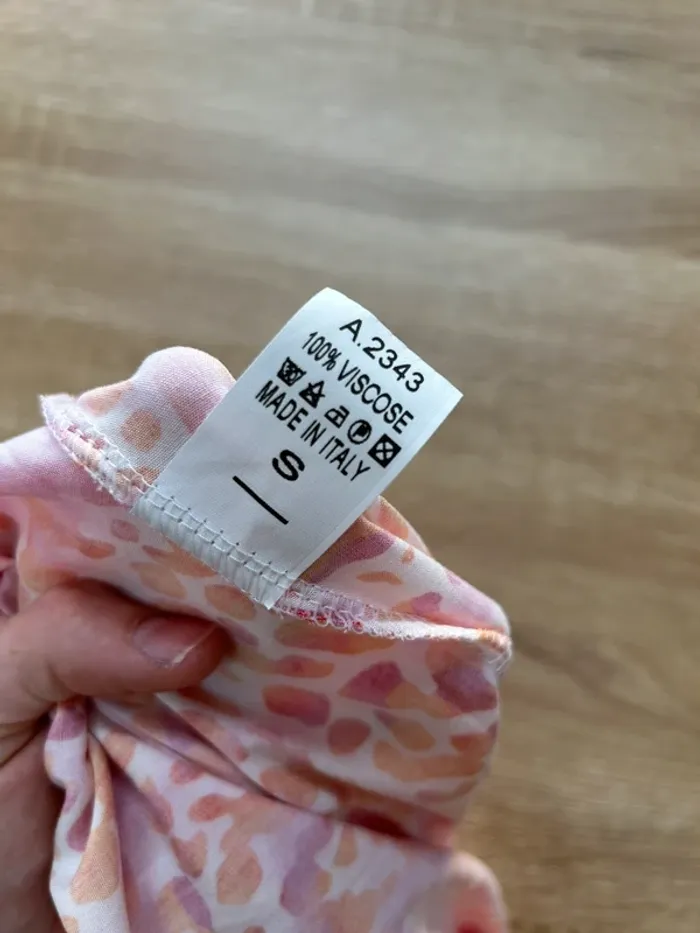 A.2343
100% VISCOSE
MADE IN ITALY
S